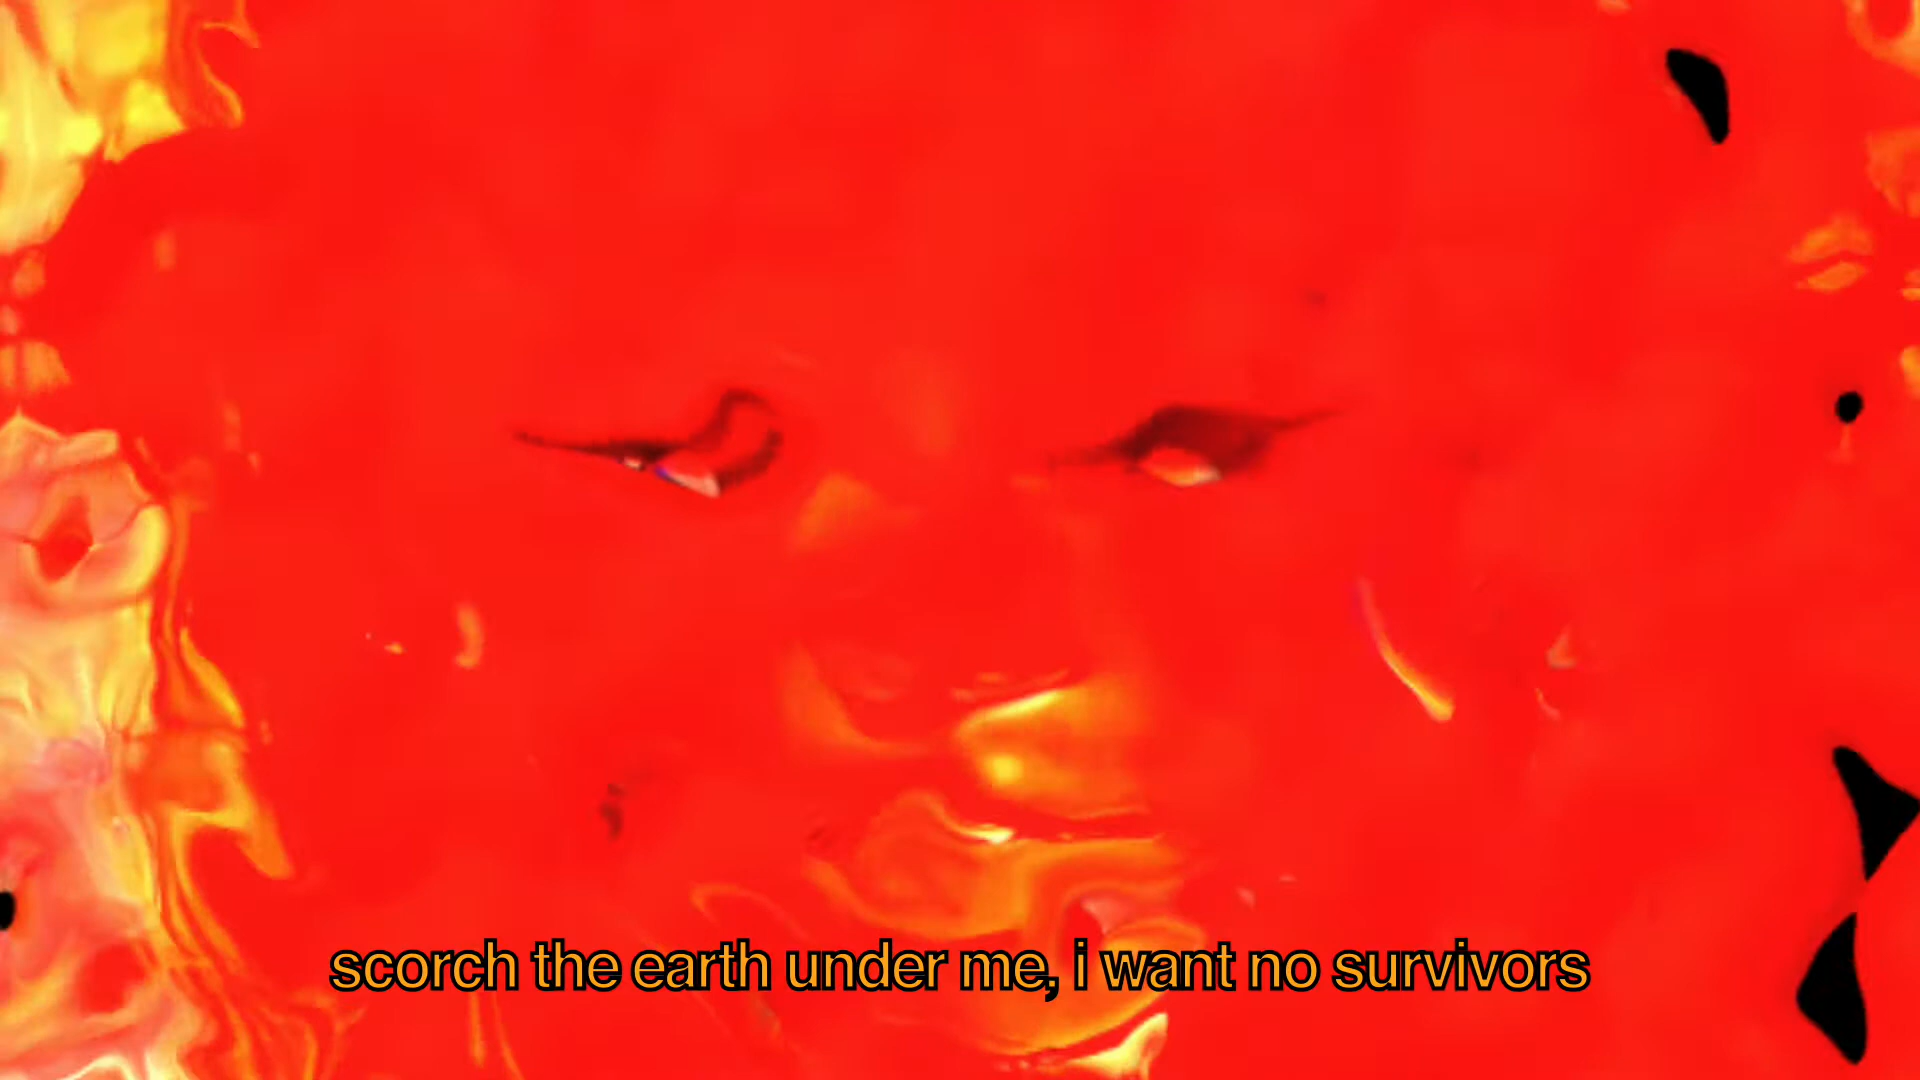 scorch the earth under me, i want no survivors